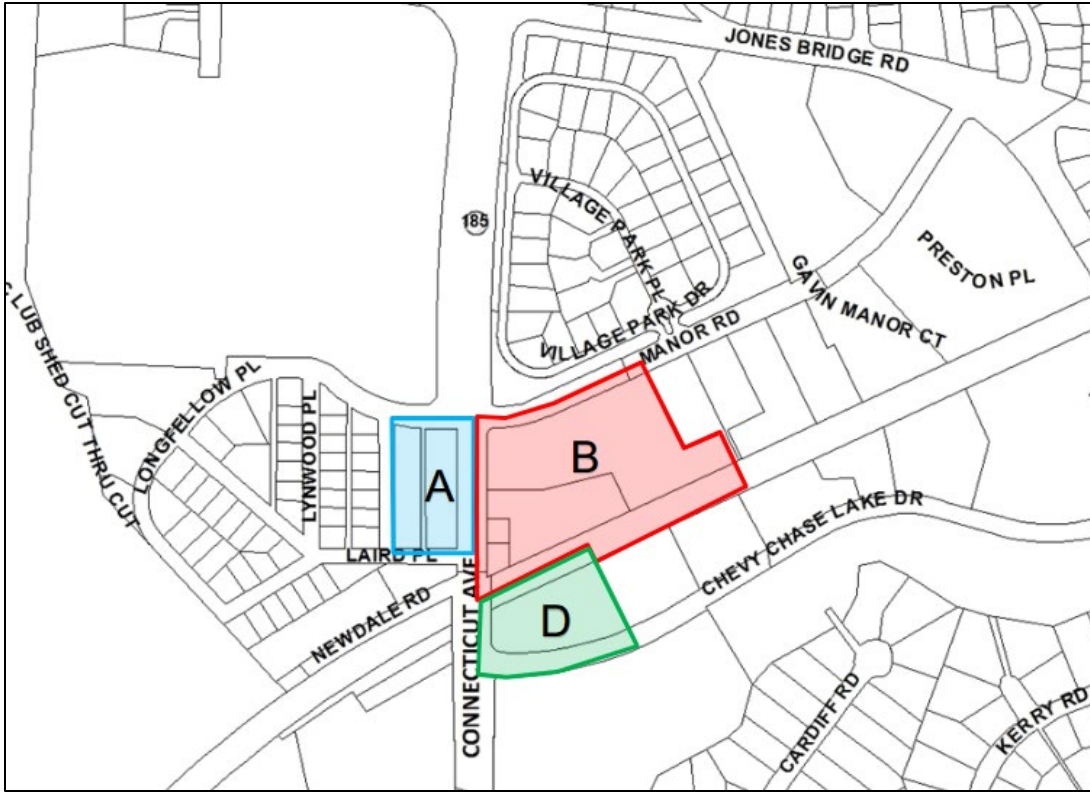 JONES BRIDGE RD
VILLAGE PARK PL
185
PRESTON PL
GAVIN MANOR CT
VILLAGE PARK DR
MANOR RD
C LUB SHED CUT THRU CUT
LONGFELLOW PL
LYNWOOD PL
A
B
LAIRD PL
CHEVY CHASE LAKE DR
NEWDALE RD
CONNECTICUT AVE
D
CARDIFF RD
KERRY RD